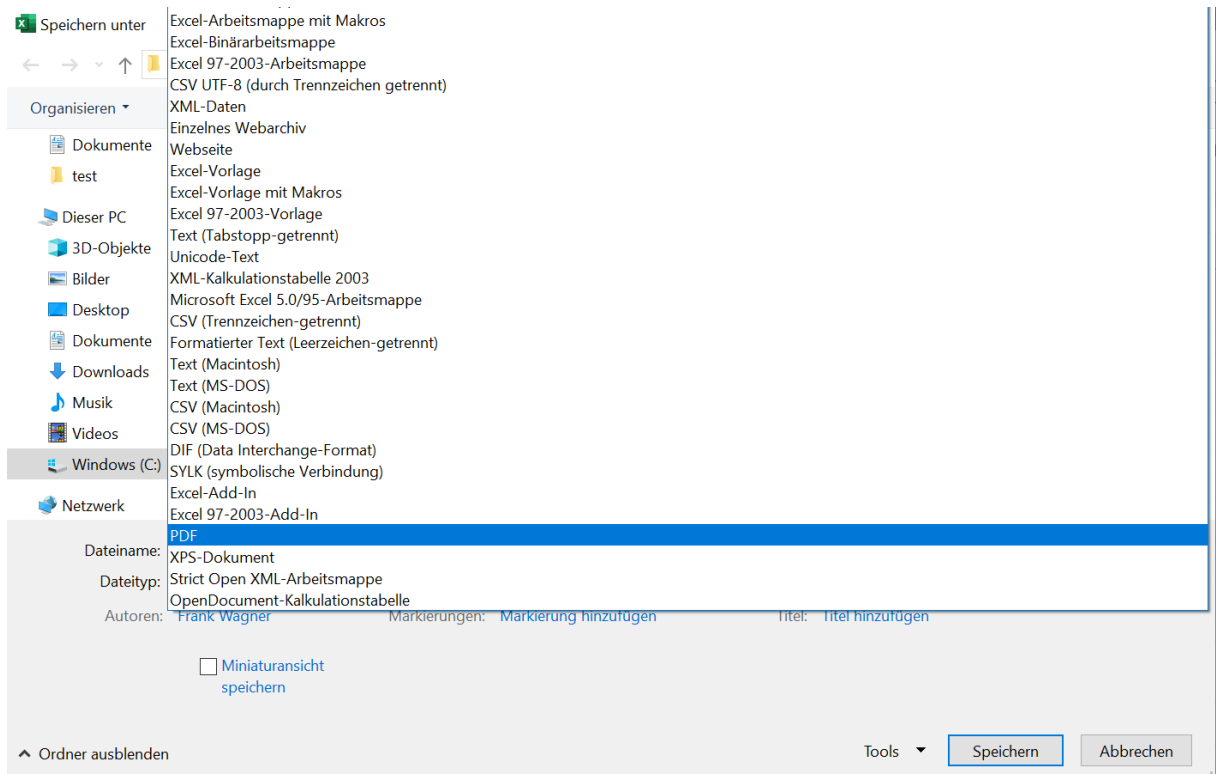 Speichern unter
Organisieren
Dokumente
test
Dieser PC
3D-Objekte
Bilder
Desktop
Dokumente
Downloads
Musik
Videos
Windows (C:)
Netzwerk
Excel-Arbeitsmappe mit Makros
Excel-Binärarbeitsmappe
Excel 97-2003-Arbeitsmappe
CSV UTF-8 (durch Trennzeichen getrennt)
XML-Daten
Einzelnes Webarchiv
Webseite
Excel-Vorlage
Excel-Vorlage mit Makros
Excel 97-2003-Vorlage
Text (Tabstopp-getrennt)
Unicode-Text
XML-Kalkulationstabelle 2003
Microsoft Excel 5.0/95-Arbeitsmappe
CSV (Trennzeichen-getrennt)
Formatierter Text (Leerzeichen-getrennt)
Text (Macintosh)
Text (MS-DOS)
CSV (Macintosh)
CSV (MS-DOS)
DIF (Data Interchange-Format)
SYLK (symbolische Verbindung)
Excel-Add-In
Excel 97-2003-Add-In
PDF
XPS-Dokument
Strict Open XML-Arbeitsmappe
OpenDocument-Kalkulationstabelle
Dateiname:
Dateityp:
Autoren: Frank Wagner Markierungen: Markierung hinzufügen Titel: Titel hinzufügen
Miniaturansicht
speichern
Ordner ausblenden Tools Speichern Abbrechen